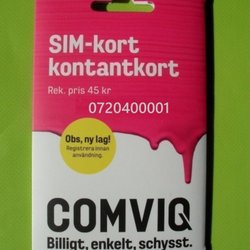 SIM-kort
kontantkort
Rek. pris 45 kr
0720400001
Obs, ny lag!
Registrera innan
användning.
COMVIQ
Billigt, enkelt, schysst.